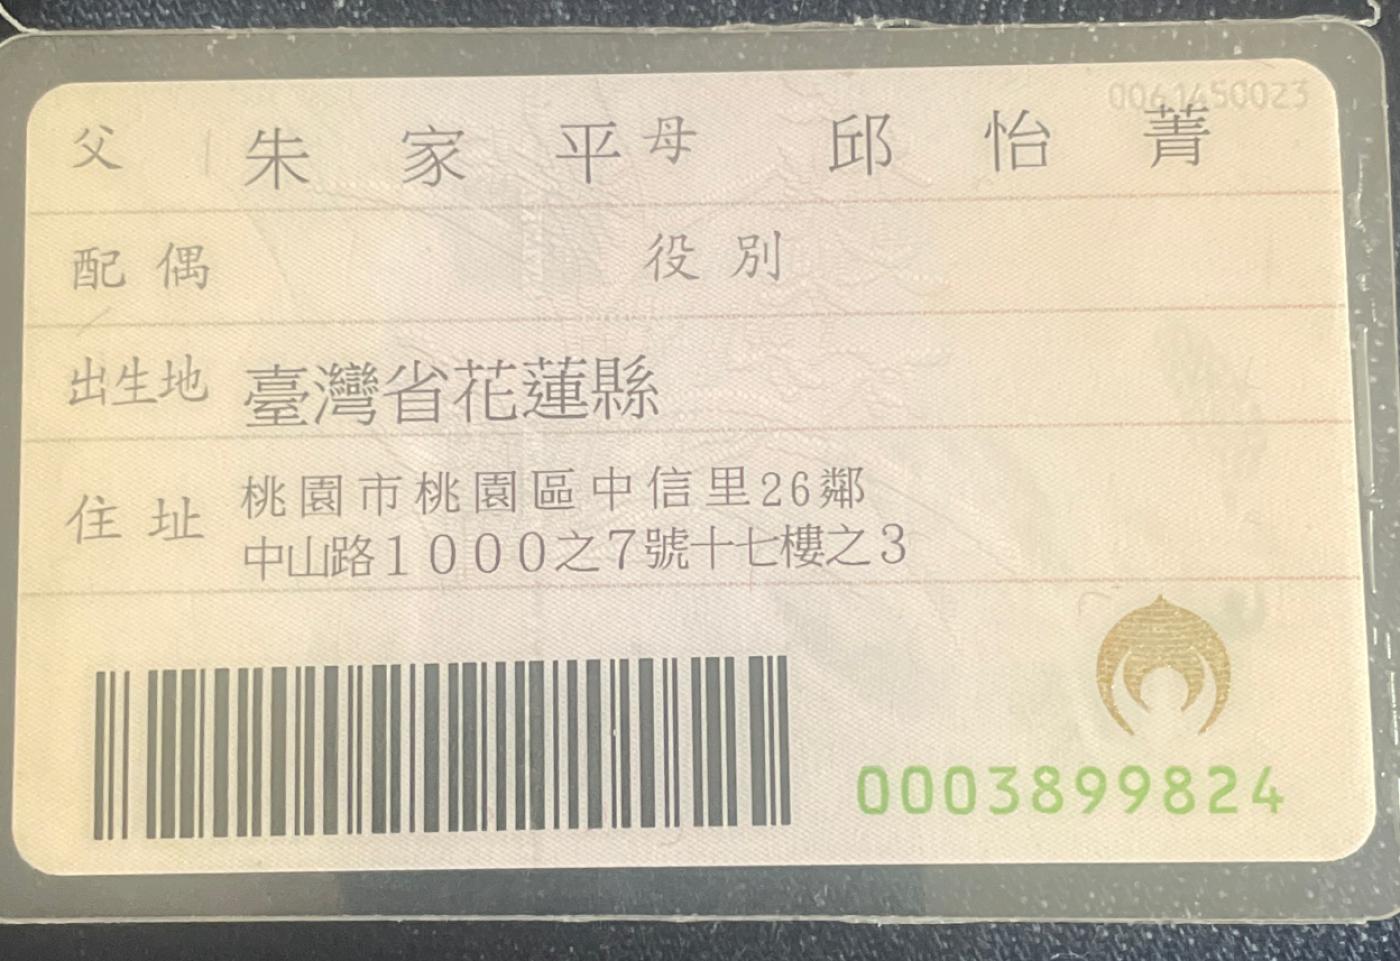 0061450023
父 朱家平 母 邱怡菁
配偶 役別
出生地 臺灣省花蓮縣
住址 桃園市桃園區中信里26鄰
中山路1000之7號十七樓之3
0003899824